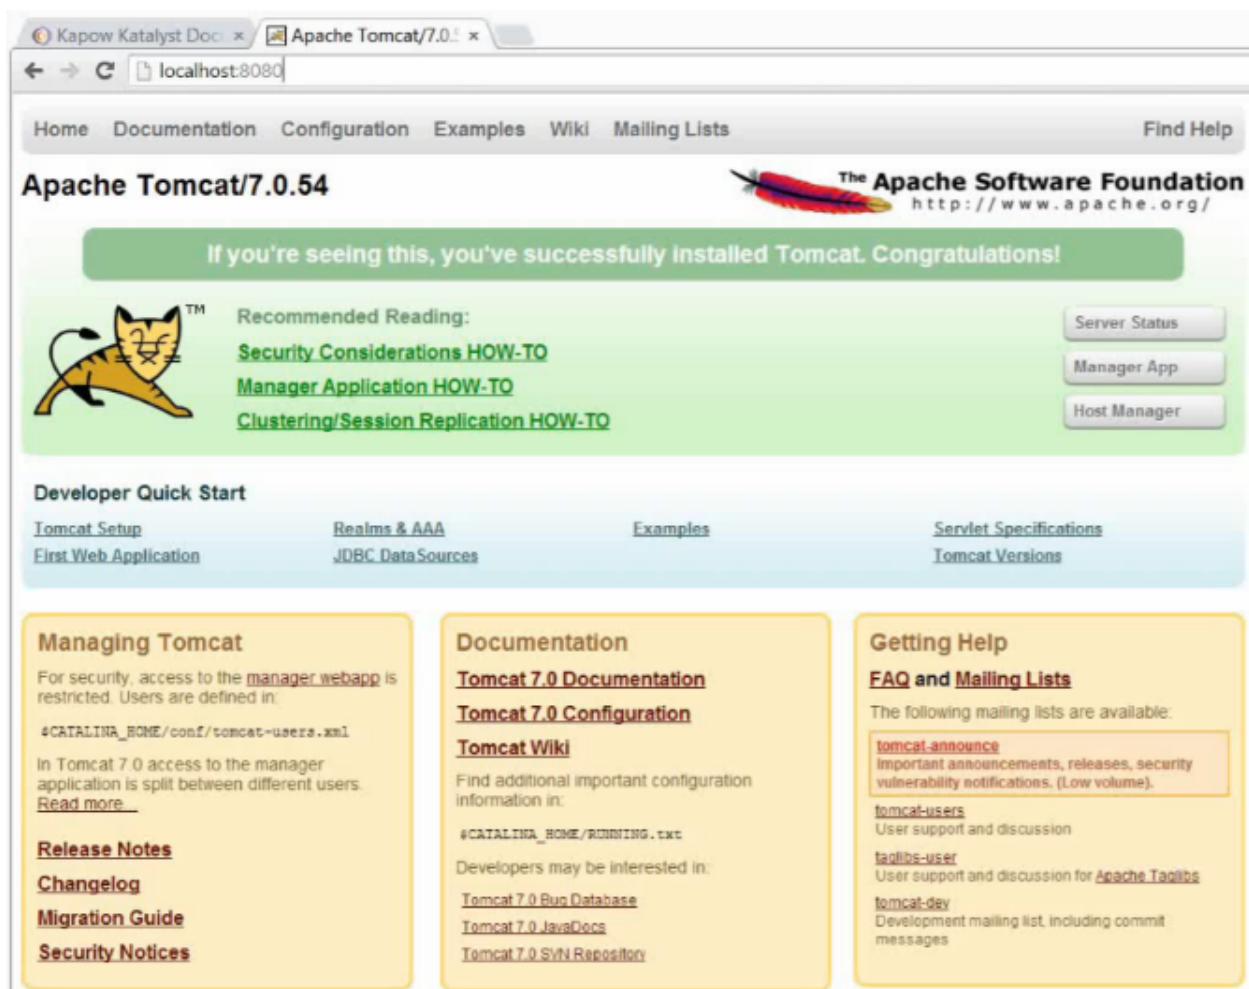 Kapow Katalyst Doc × Apache Tomcat/7.0.5 ×
localhost:8080
Home Documentation Configuration Examples Wiki Mailing Lists Find Help
Apache Tomcat/7.0.54
The Apache Software Foundation
http://www.apache.org/
If you're seeing this, you've successfully installed Tomcat. Congratulations!
TM
Recommended Reading:
Security Considerations HOW-TO
Manager Application HOW-TO
Clustering/Session Replication HOW-TO
Server Status
Manager App
Host Manager
Developer Quick Start
Tomcat Setup
First Web Application
Realms & AAA
JDBC DataSources
Examples
Servlet Specifications
Tomcat Versions
Managing Tomcat
For security, access to the manager webapp is
restricted. Users are defined in:
$CATALINA_HOME/conf/tomcat-users.xml
In Tomcat 7.0 access to the manager
application is split between different users.
Read more...
Release Notes
Changelog
Migration Guide
Security Notices
Documentation
Tomcat 7.0 Documentation
Tomcat 7.0 Configuration
Tomcat Wiki
Find additional important configuration
information in:
$CATALINA_HOME/RUNNING.txt
Developers may be interested in:
Tomcat 7.0 Bug Database
Tomcat 7.0 JavaDocs
Tomcat 7.0 SVN Repository
Getting Help
FAQ and Mailing Lists
The following mailing lists are available:
tomcat-announce
Important announcements, releases, security
vulnerability notifications. (Low volume).
tomcat-users
User support and discussion
taglibs-user
User support and discussion for Apache Taglibs
tomcat-dev
Development mailing list, including commit
messages